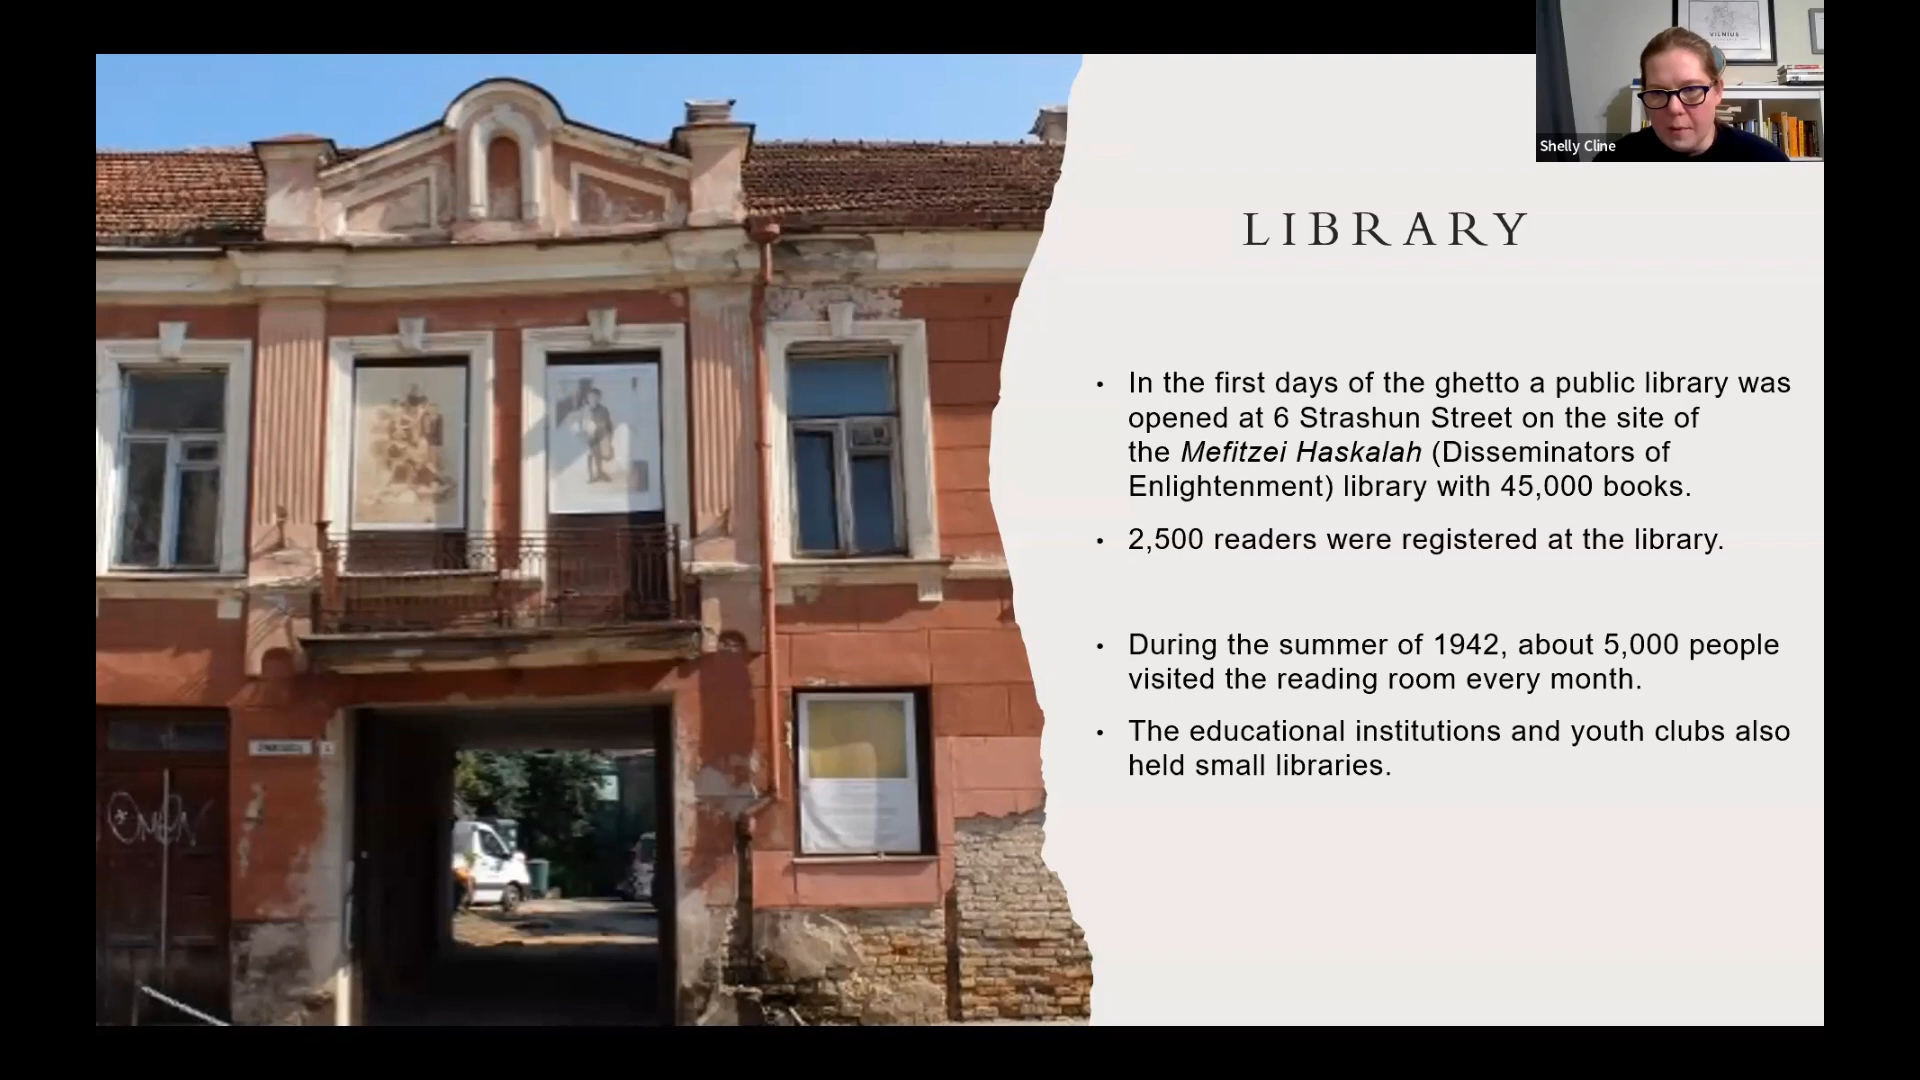 VILNIUS
Shelly Cline
LIBRARY
• In the first days of the ghetto a public library was
opened at 6 Strashun Street on the site of
the Mefitzei Haskalah (Disseminators of
Enlightenment) library with 45,000 books.
• 2,500 readers were registered at the library.
• During the summer of 1942, about 5,000 people
visited the reading room every month.
• The educational institutions and youth clubs also
held small libraries.